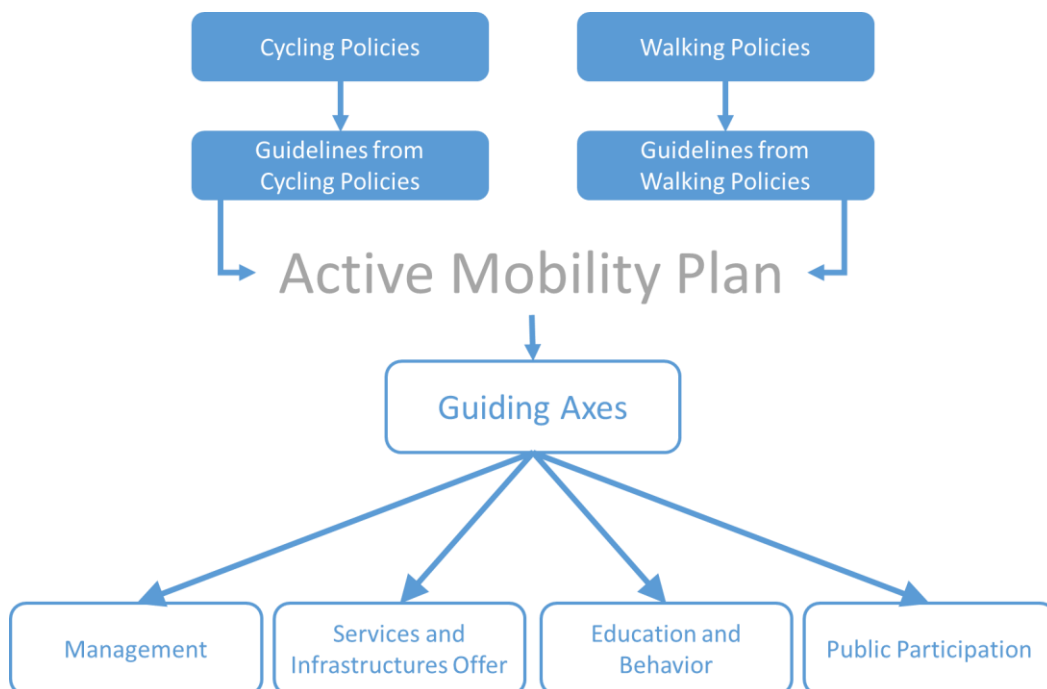 Cycling Policies
Walking Policies
Guidelines from
Cycling Policies
Guidelines from
Walking Policies
Active Mobility Plan
Guiding Axes
Management
Services and
Infrastructures Offer
Education and
Behavior
Public Participation